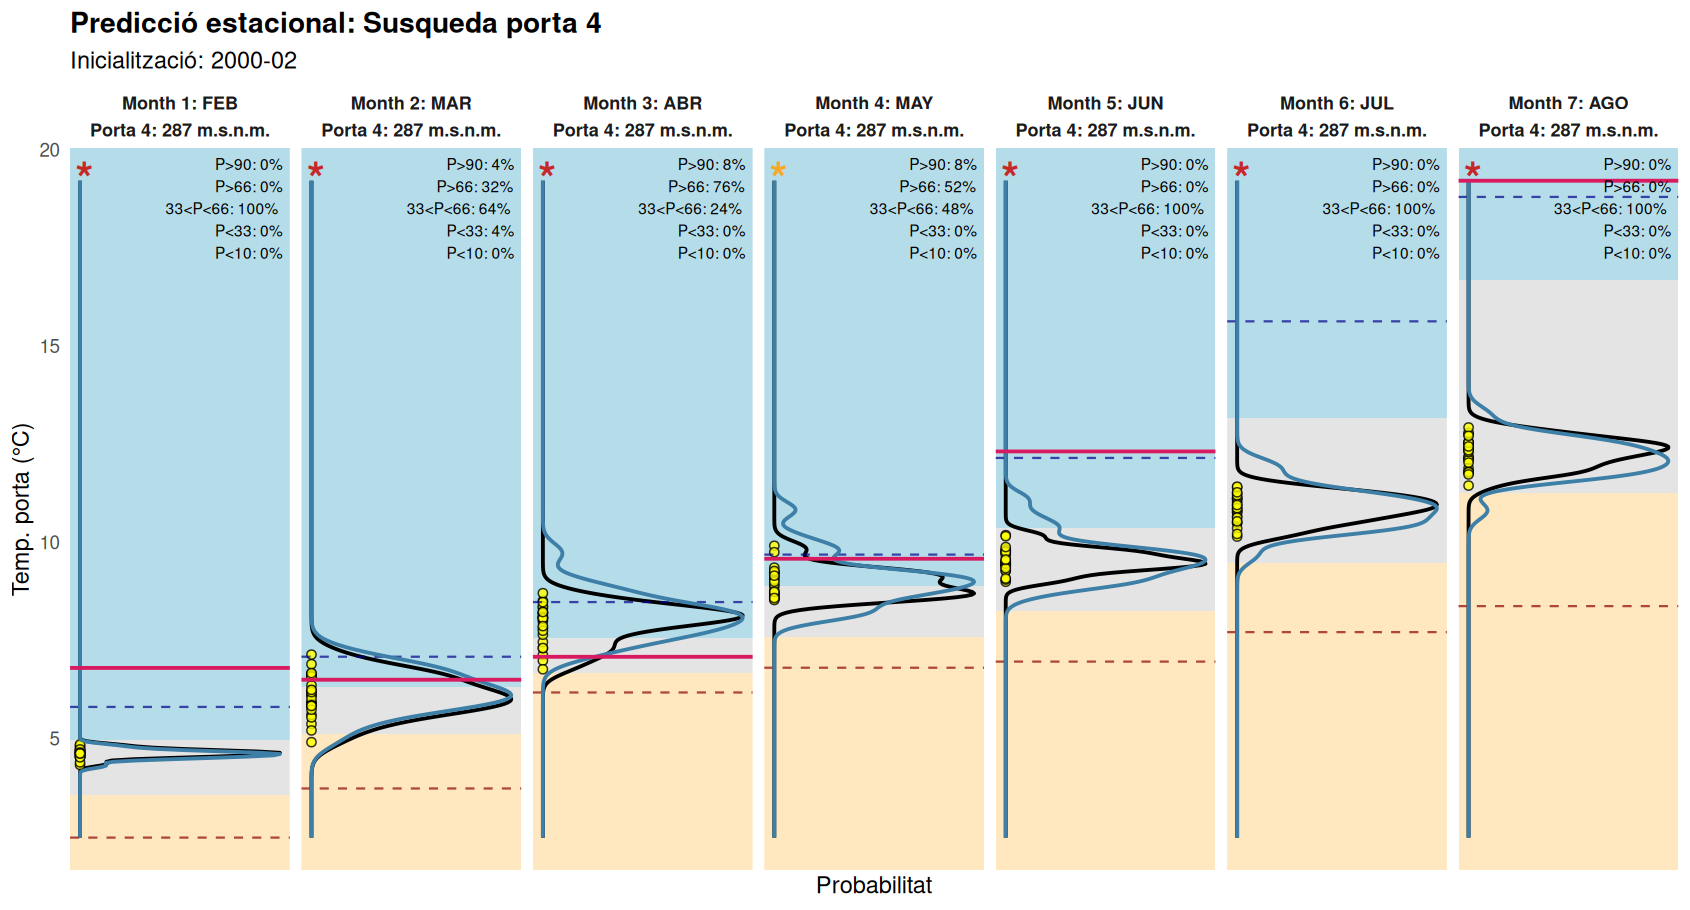 Predicció estacional: Susqueda porta 4
Inicialització: 2000-02
Month 1: FEB
Porta 4: 287 m.s.n.m.
Month 2: MAR
Porta 4: 287 m.s.n.m.
Month 3: ABR
Porta 4: 287 m.s.n.m.
Month 4: MAY
Porta 4: 287 m.s.n.m.
Month 5: JUN
Porta 4: 287 m.s.n.m.
Month 6: JUL
Porta 4: 287 m.s.n.m.
Month 7: AGO
Porta 4: 287 m.s.n.m.
Temp. porta (°C)
20
15
10
5
*
P>90: 0%
P>66: 0%
33<P<66: 100%
P<33: 0%
P<10: 0%
*
P>90: 4%
P>66: 32%
33<P<66: 64%
P<33: 4%
P<10: 0%
*
P>90: 8%
P>66: 76%
33<P<66: 24%
P<33: 0%
P<10: 0%
*
P>90: 8%
P>66: 52%
33<P<66: 48%
P<33: 0%
P<10: 0%
*
P>90: 0%
P>66: 0%
33<P<66: 100%
P<33: 0%
P<10: 0%
*
P>90: 0%
P>66: 0%
33<P<66: 100%
P<33: 0%
P<10: 0%
*
P>90: 0%
P>66: 0%
33<P<66: 100%
P<33: 0%
P<10: 0%
Probabilitat